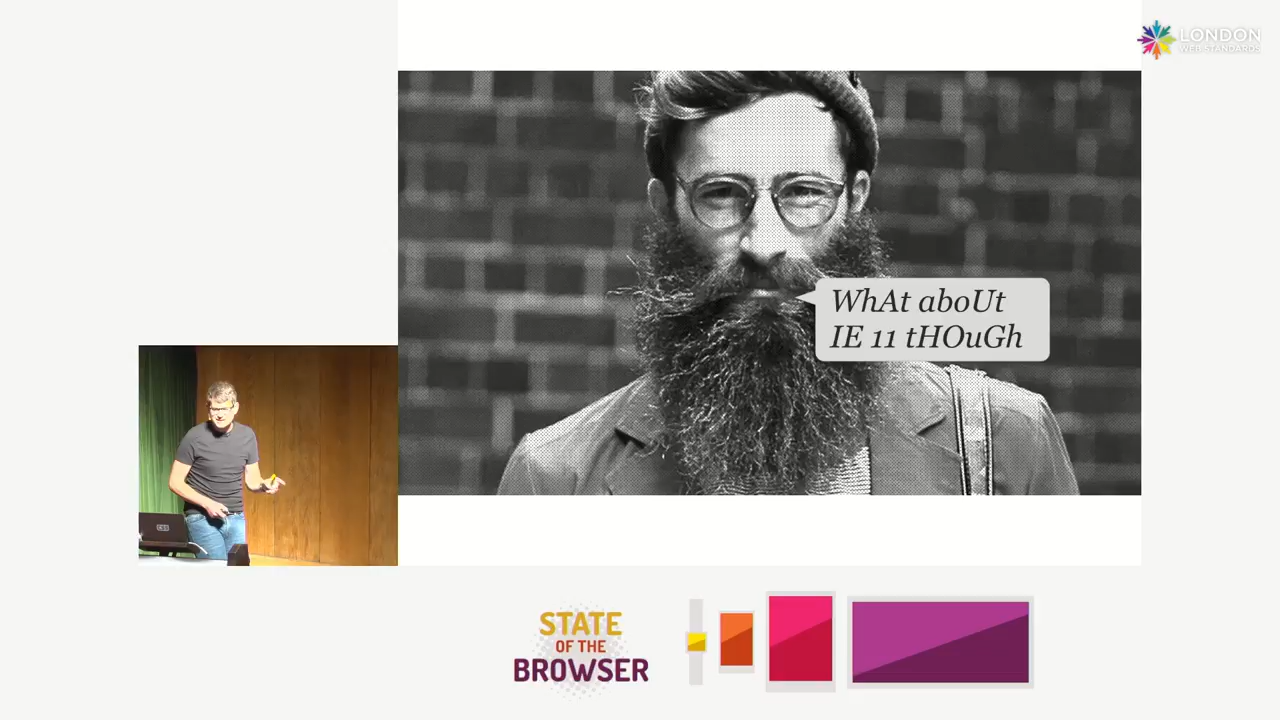 LONDON
WEB STANDARDS
WhAt aboUt
IE 11 tHOuGh
STATE
OF THE
BROWSER